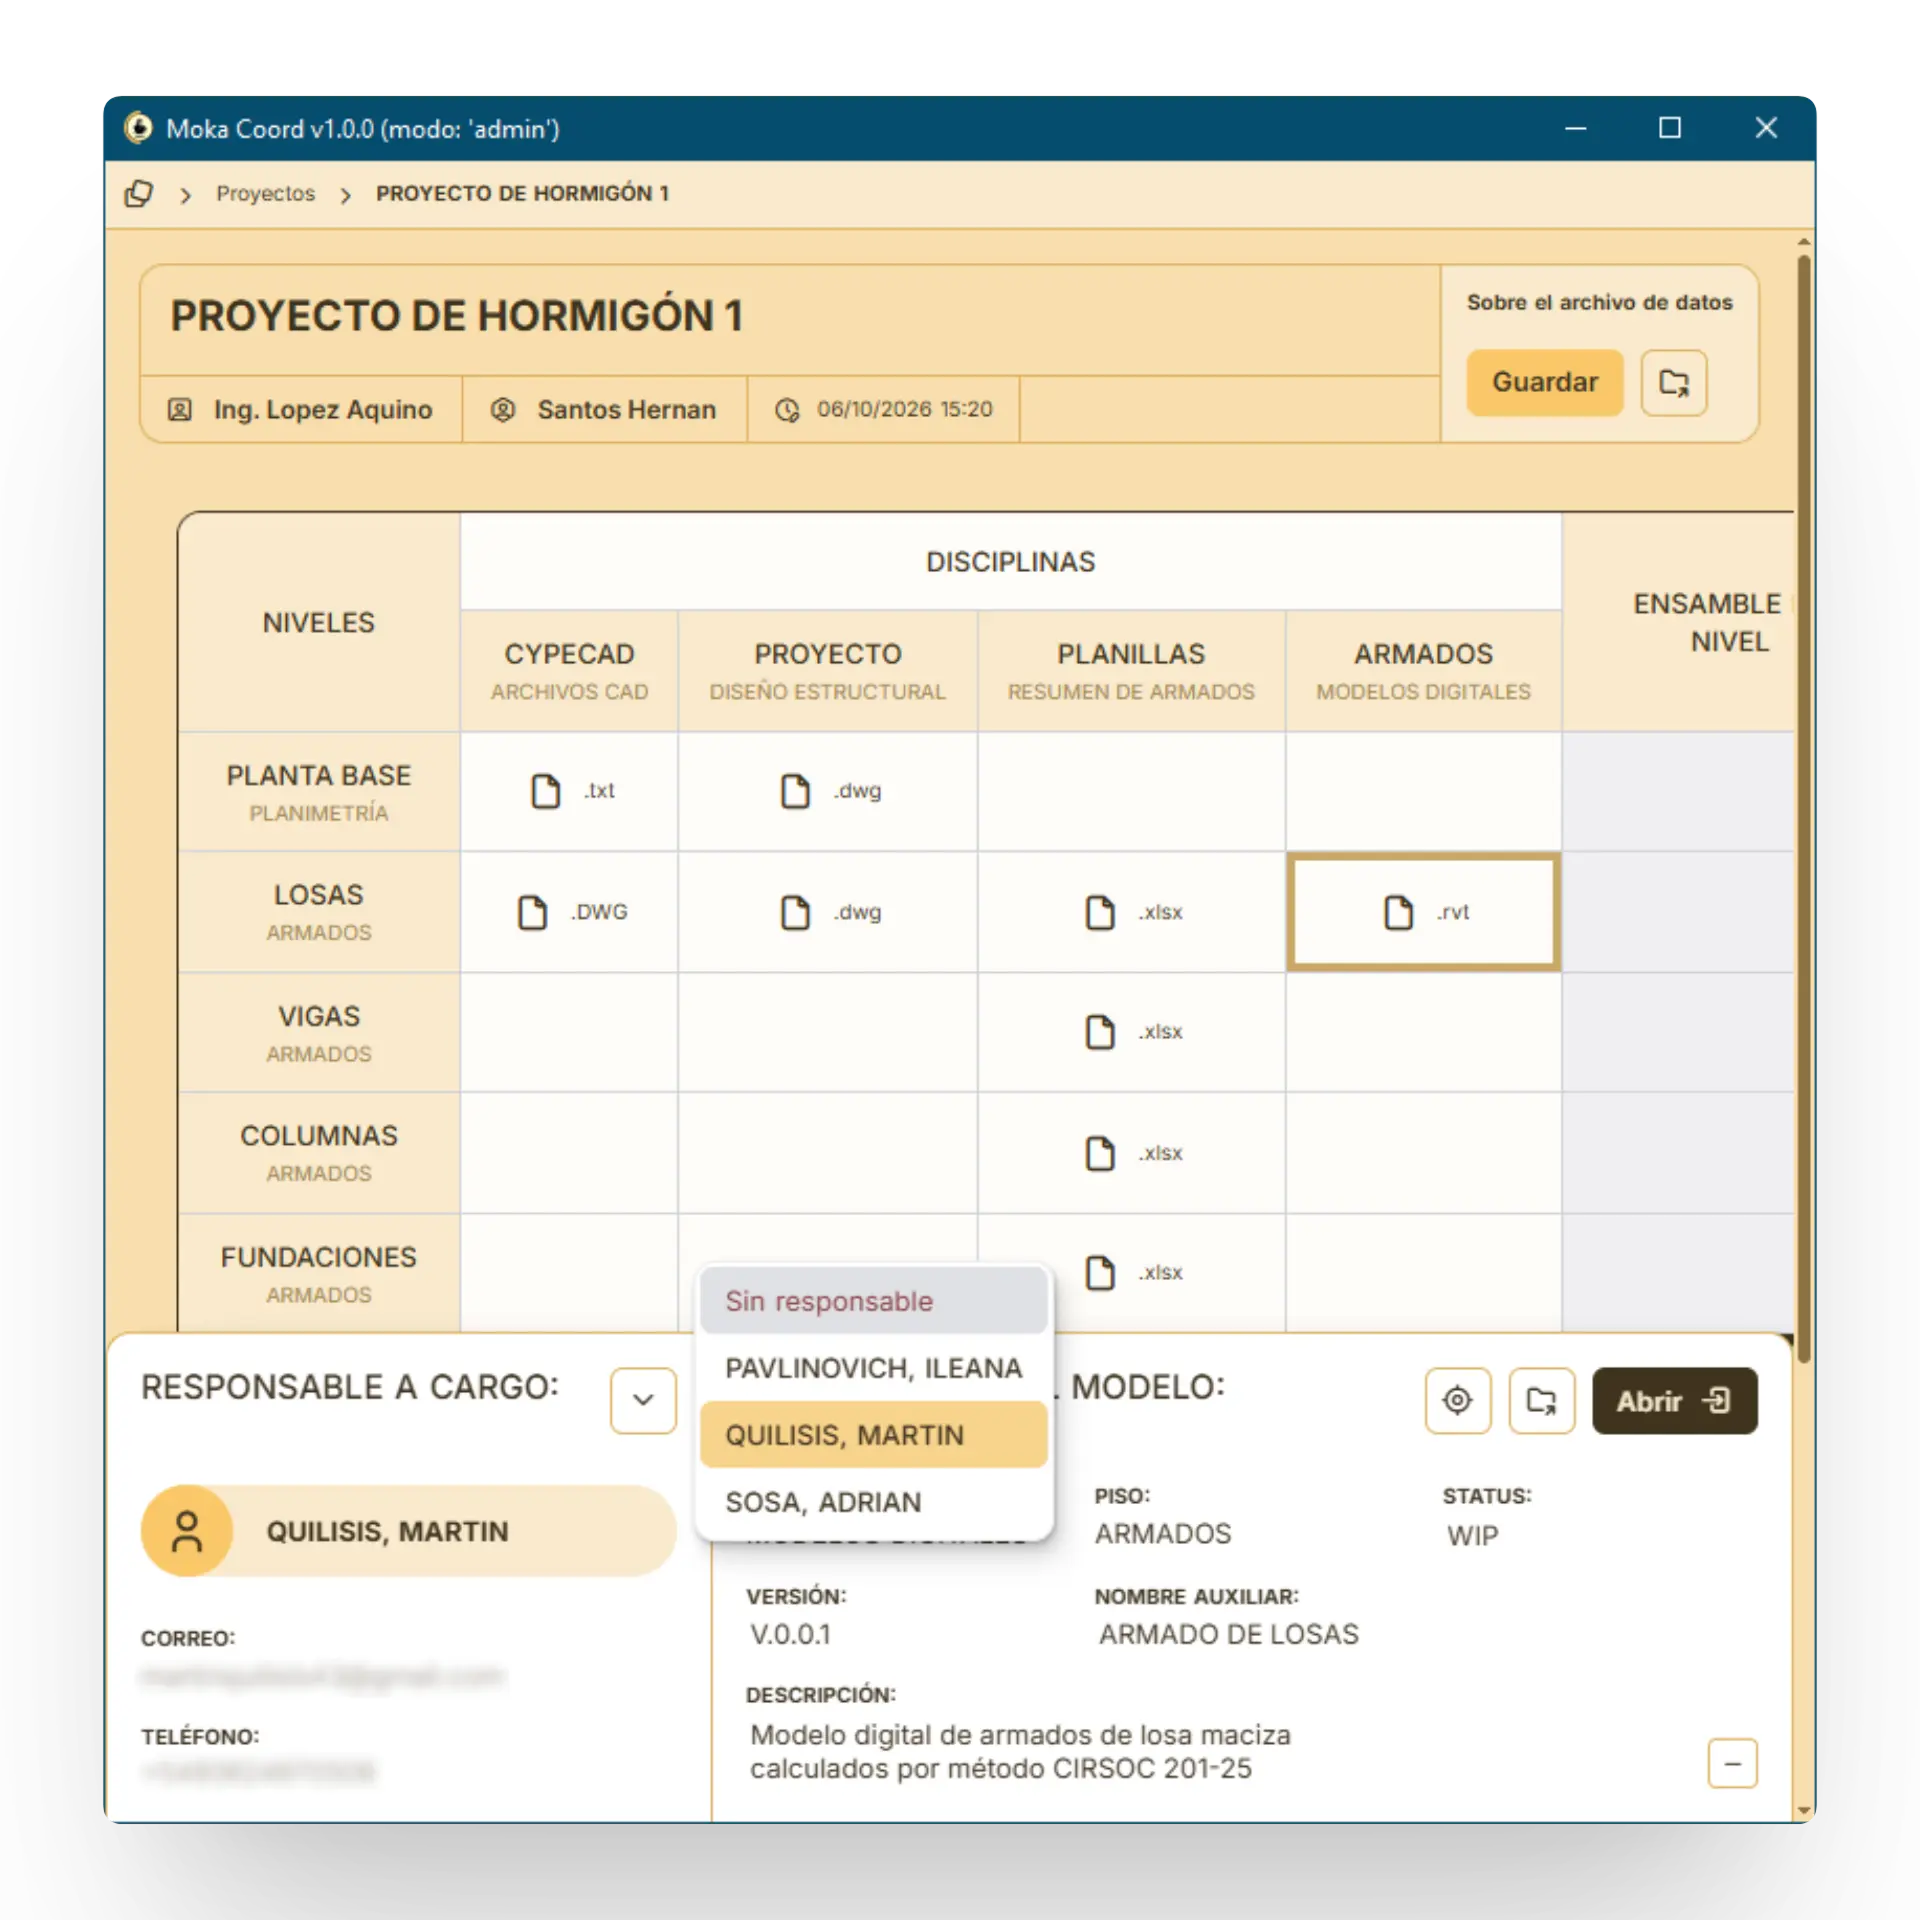 Moka Coord v1.0.0 (modo: 'admin')
Proyectos
PROYECTO DE HORMIGÓN 1
PROYECTO DE HORMIGÓN 1
Sobre el archivo de datos
Guardar
Ing. Lopez Aquino
Santos Hernan
06/10/2026 15:20
NIVELES
DISCIPLINAS
ENSAMBLE
NIVEL
CYPECAD
ARCHIVOS CAD
PROYECTO
DISEÑO ESTRUCTURAL
PLANILLAS
RESUMEN DE ARMADOS
ARMADOS
MODELOS DIGITALES
PLANTA BASE
PLANIMETRÍA
.txt
.dwg
LOSAS
ARMADOS
.DWG
.dwg
.xlsx
.rvt
VIGAS
ARMADOS
.xlsx
COLUMNAS
ARMADOS
.xlsx
FUNDACIONES
ARMADOS
.xlsx
Sin responsable
PAVLINOVICH, ILEANA
QUILISIS, MARTIN
SOSA, ADRIAN
RESPONSABLE A CARGO:
QUILISIS, MARTIN
CORREO:
TELÉFONO:
MODELO:
Abrir
PISO:
ARMADOS
STATUS:
WIP
VERSIÓN:
V.0.0.1
NOMBRE AUXILIAR:
ARMADO DE LOSAS
DESCRIPCIÓN:
Modelo digital de armados de losa maciza
calculados por método CIRSOC 201-25